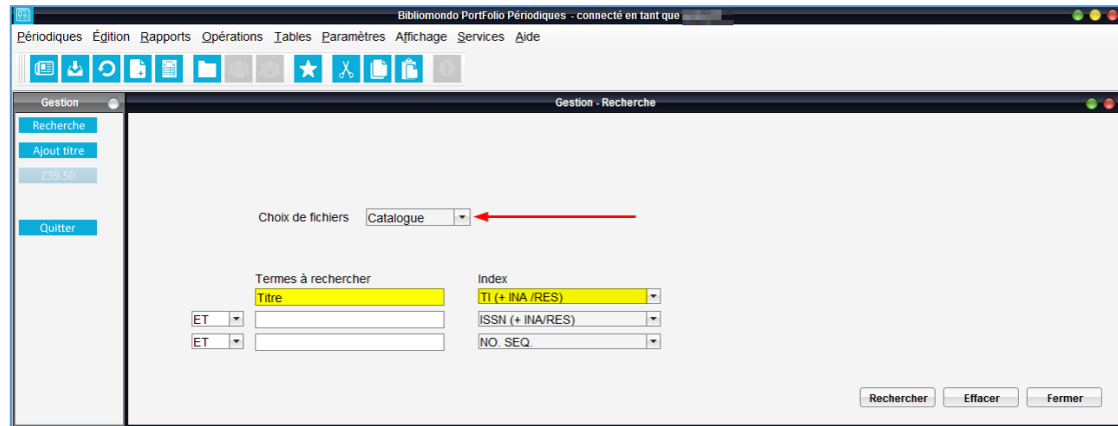 Bibliomondo PortFolio Périodiques - connecté en tant que
Périodiques Édition Rapports Opérations Tables Paramètres Affichage Services Aide
Gestion
Gestion - Recherche
Recherche
Ajout titre
Z39.50
Quitter
Choix de fichiers Catalogue
Termes à rechercher Index
Titre TI (+ INA /RES)
ET ISSN (+ INA/RES)
ET NO. SEQ.
Rechercher Effacer Fermer